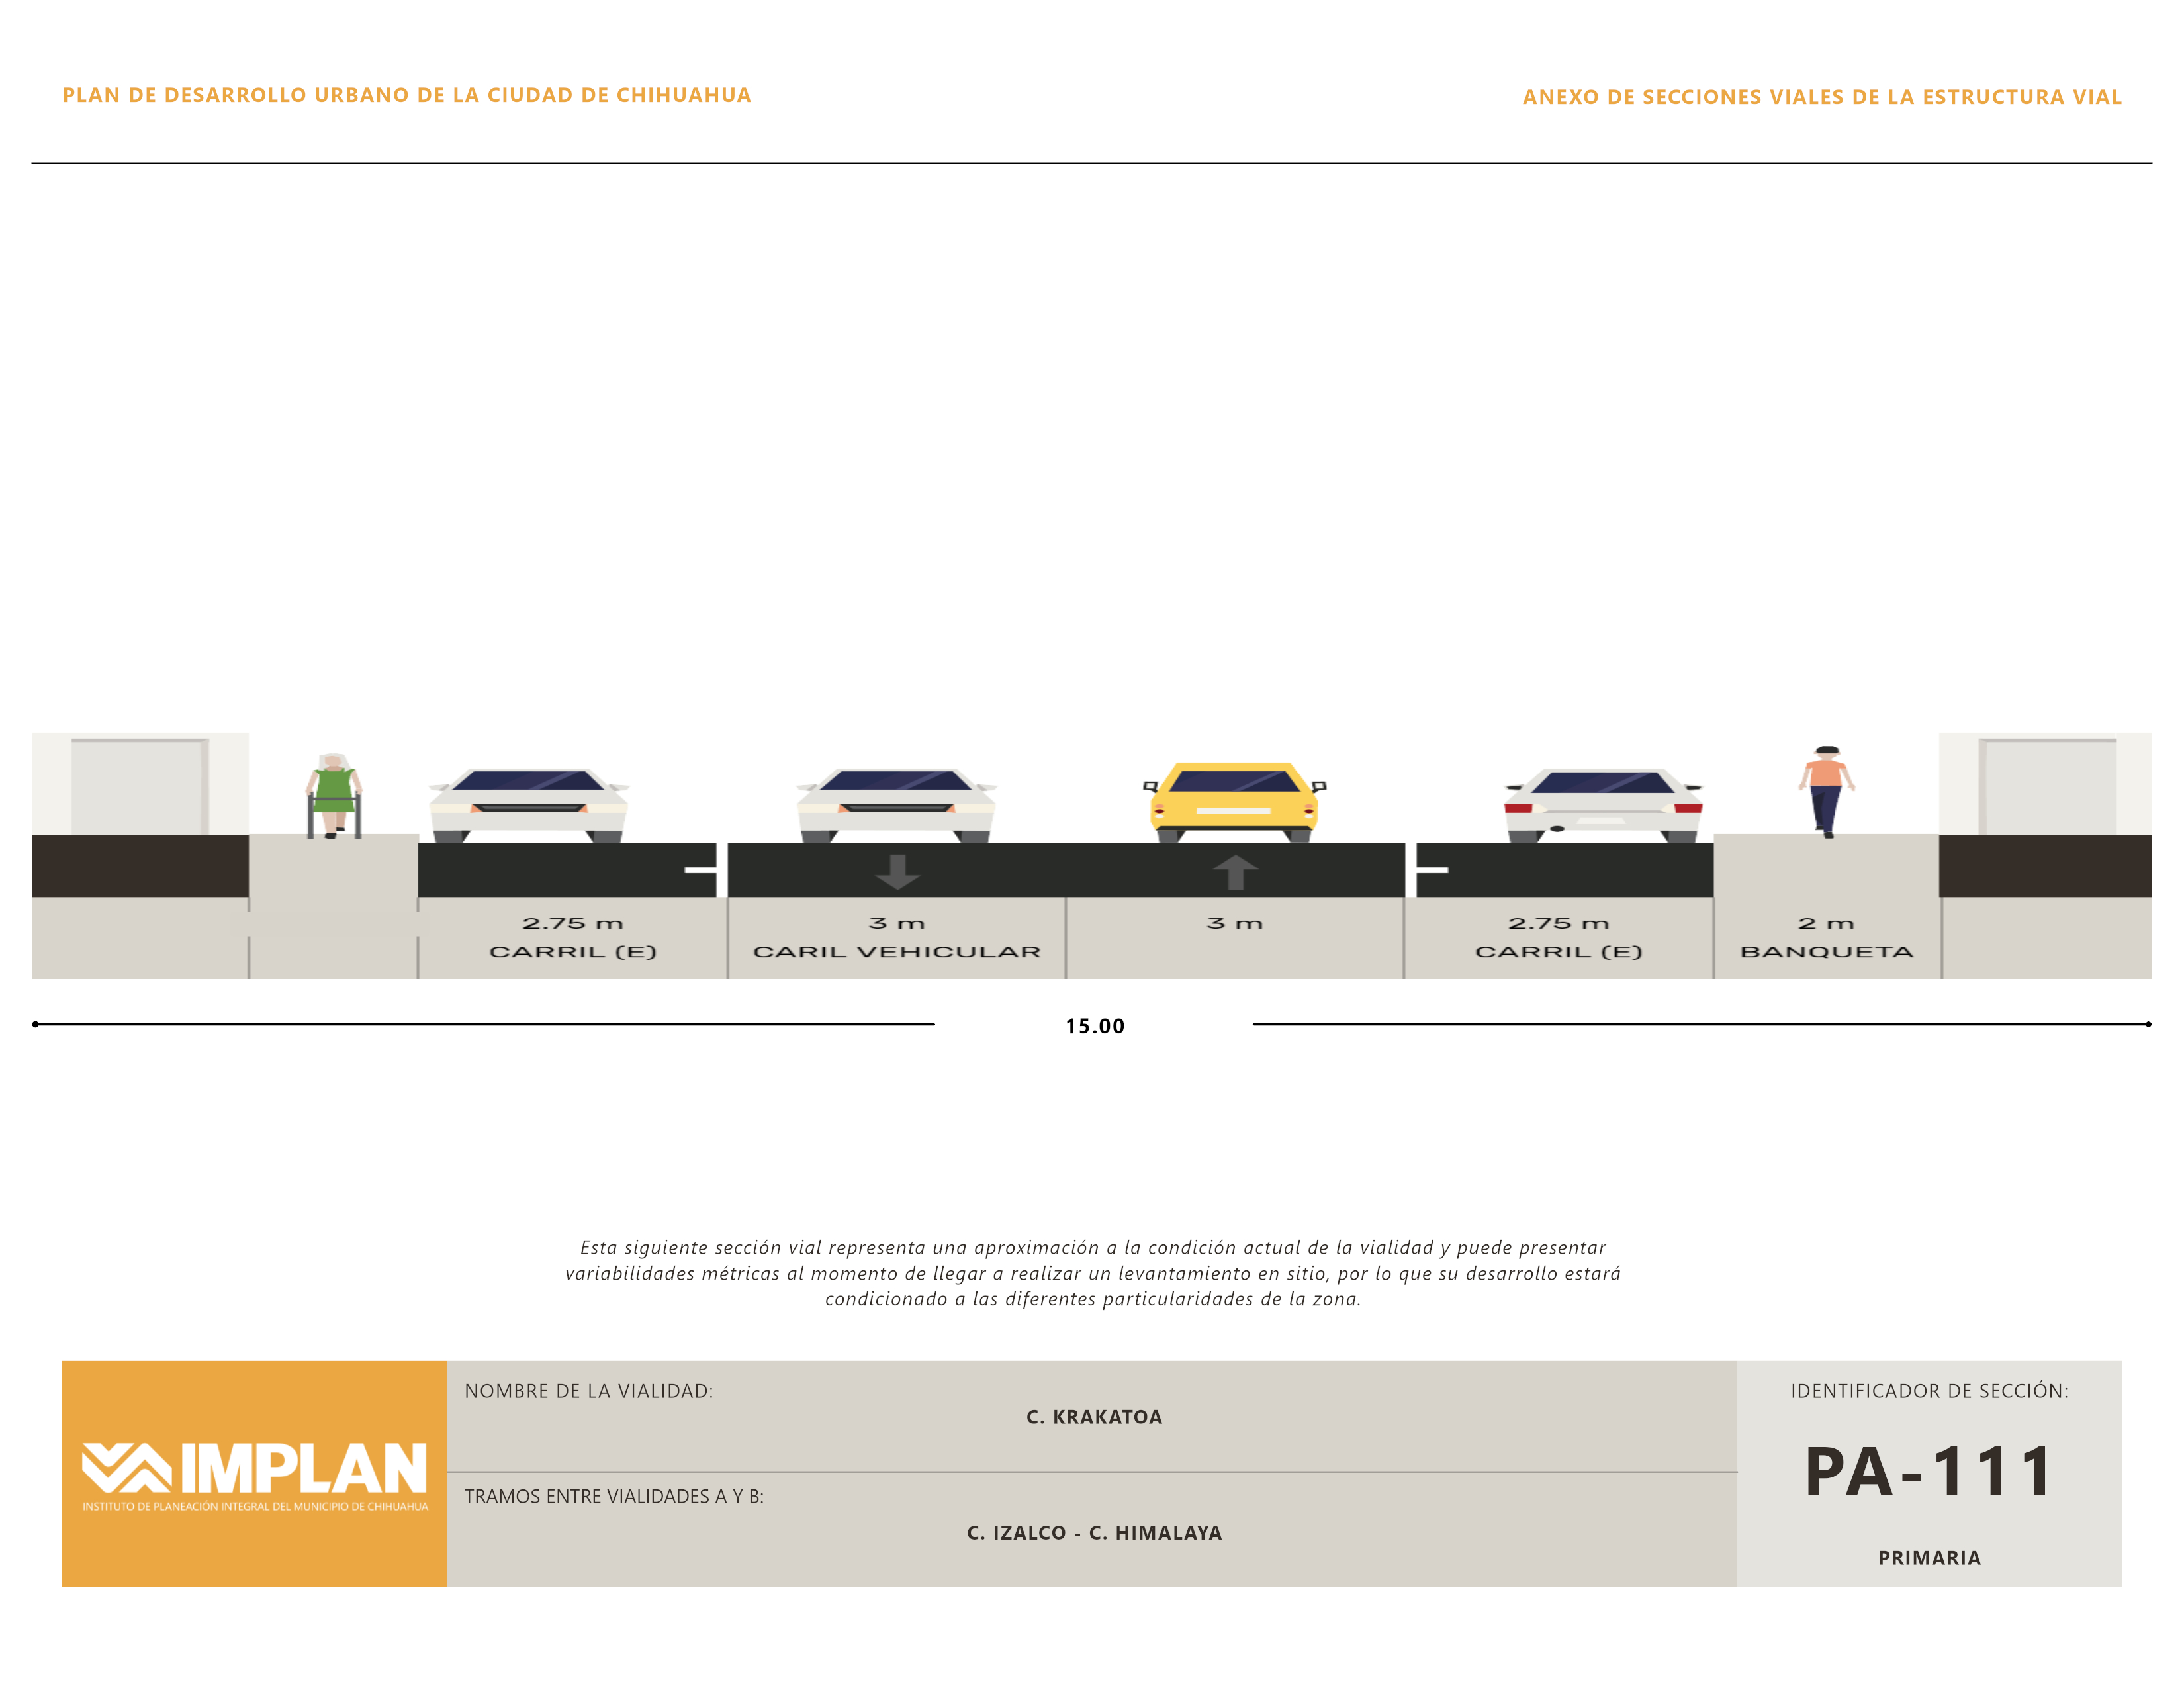 PLAN DE DESARROLLO URBANO DE LA CIUDAD DE CHIHUAHUA
ANEXO DE SECCIONES VIALES DE LA ESTRUCTURA VIAL
2.75 m
CARRIL (E)
3 m
CARIL VEHICULAR
3 m
2.75 m
CARRIL (E)
2 m
BANQUETA
15.00
Esta siguiente sección vial representa una aproximación a la condición actual de la vialidad y puede presentar
variabilidades métricas al momento de llegar a realizar un levantamiento en sitio, por lo que su desarrollo estará
condicionado a las diferentes particularidades de la zona.
IMPLAN
INSTITUTO DE PLANEACIÓN INTEGRAL DEL MUNICIPIO DE CHIHUAHUA
NOMBRE DE LA VIALIDAD:
C. KRAKATOA
TRAMOS ENTRE VIALIDADES A Y B:
C. IZALCO - C. HIMALAYA
IDENTIFICADOR DE SECCIÓN:
PA-111
PRIMARIA